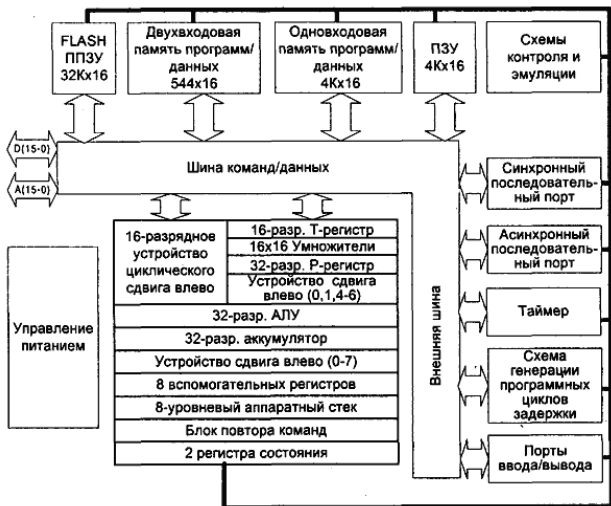 FLASH
ППЗУ
32Кх16
Двухвходовая
память программ/
данных
544х16
Одновходовая
память программ/
данных
4Кх16
ПЗУ
4Кх16
Схемы
контроля и
эмуляции
D(15-0)
A(15-0)
Шина команд/данных
Внешняя шина
Управление
питанием
16-разрядное
устройство
циклического
сдвига влево
16-разр. Т-регистр
16х16 Умножители
32-разр. Р-регистр
Устройство сдвига
влево (0,1,4-6)
32-разр. АЛУ
32-разр. аккумулятор
Устройство сдвига влево (0-7)
8 вспомогательных регистров
8-уровневый аппаратный стек
Блок повтора команд
2 регистра состояния
Синхронный
последователь-
ный порт
Асинхронный
последователь-
ный порт
Таймер
Схема
генерации
программных
циклов
задержки
Порты
ввода/вывода